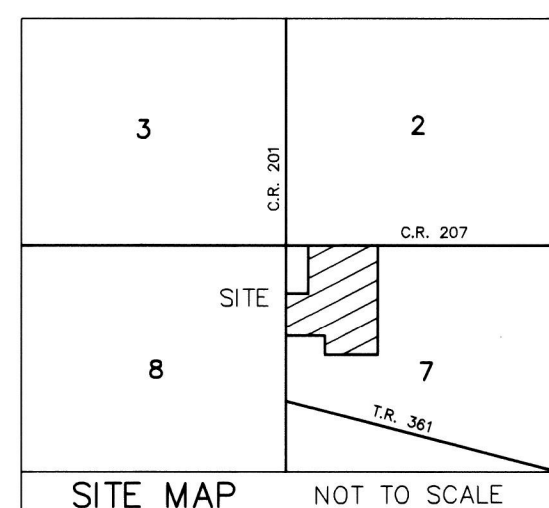 3
2
C.R. 201
C.R. 207
SITE
8
7
T.R. 361
SITE MAP
NOT TO SCALE